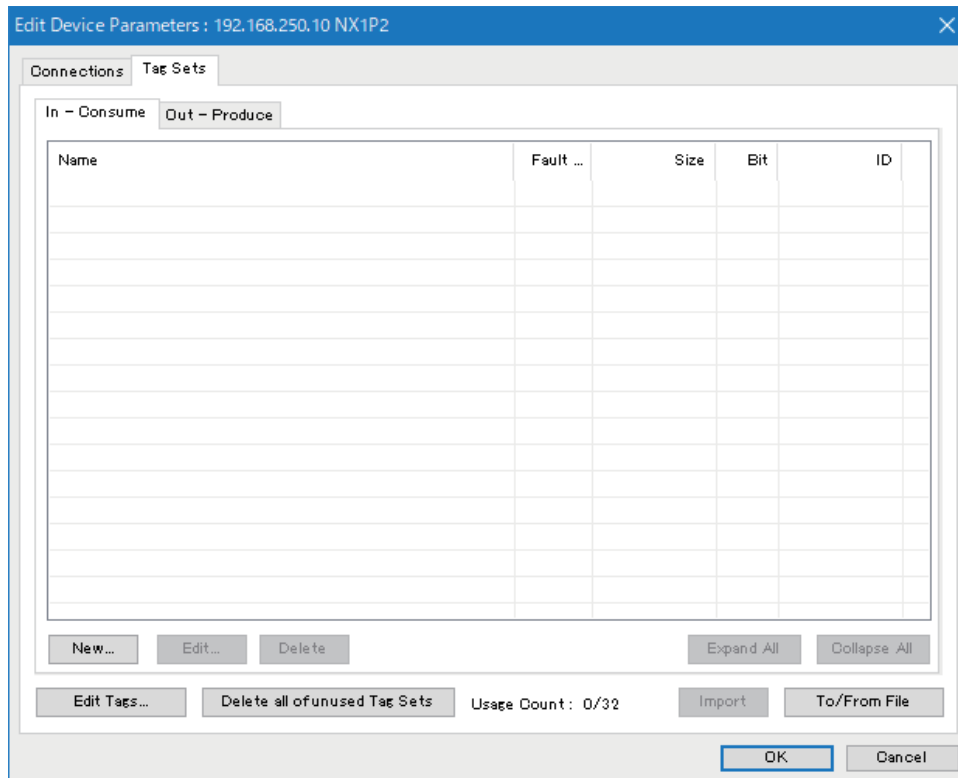 Edit Device Parameters : 192.168.250.10 NX1P2
Connections Tag Sets
In - Consume Out - Produce
Name Fault ... Size Bit ID
New... Edit... Delete Expand All Collapse All
Edit Tags... Delete all of unused Tag Sets Usage Count : 0/32 Import To/From File
OK Cancel